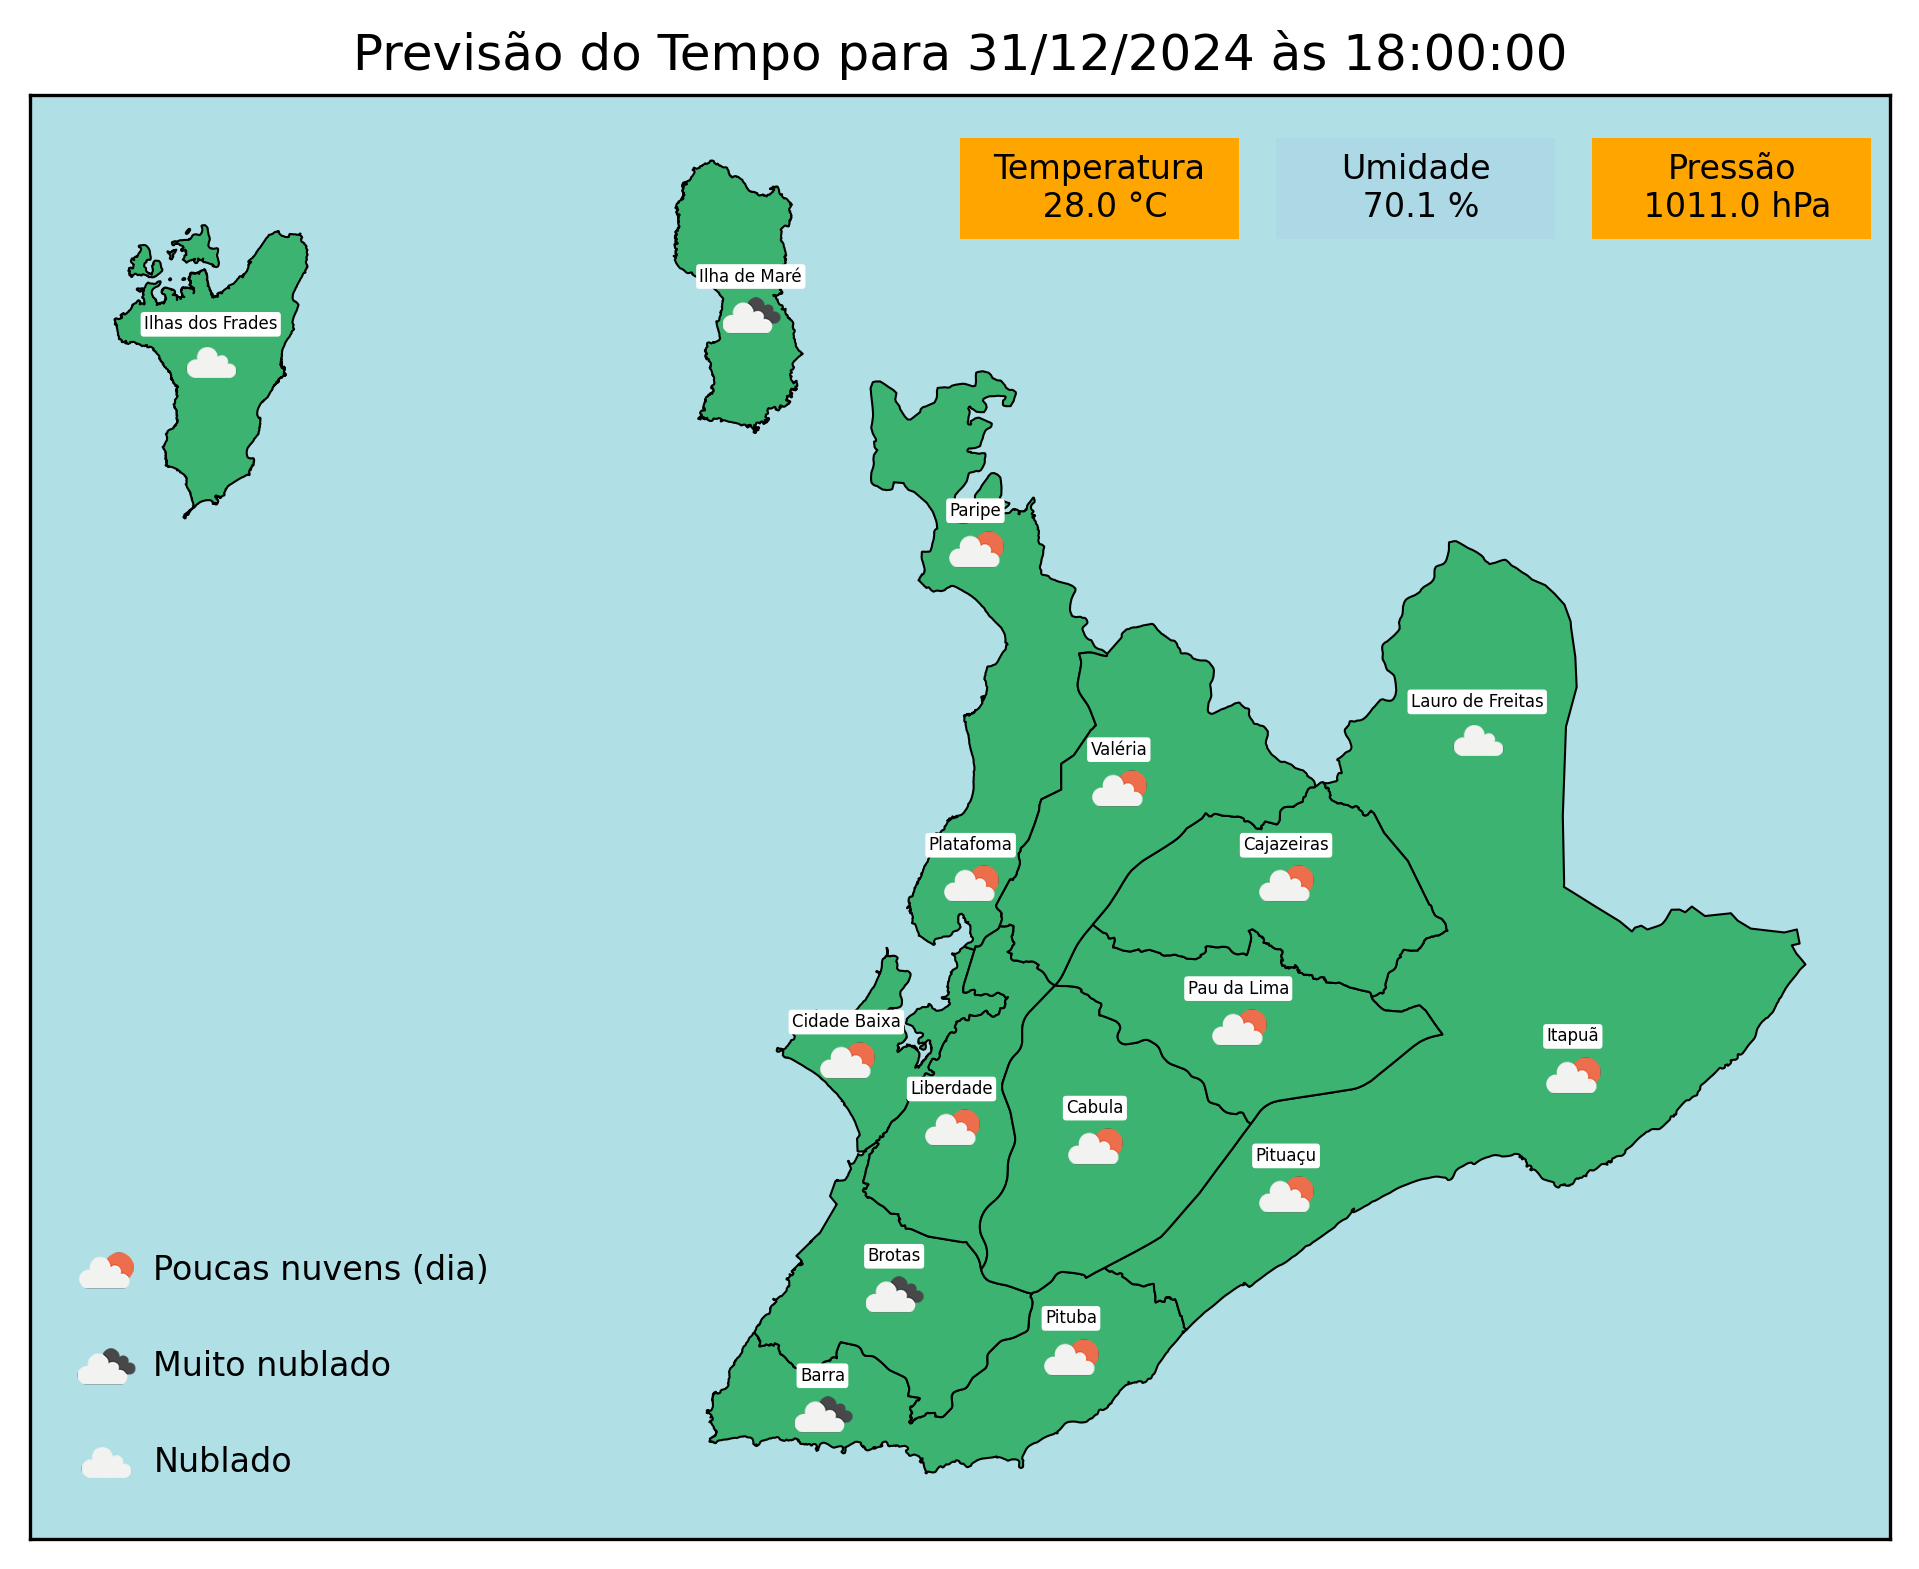 Previsão do Tempo para 31/12/2024 às 18:00:00
Temperatura
28.0 °C
Umidade
70.1 %
Pressão
1011.0 hPa
Ilha de Maré
Ilhas dos Frades
Paripe
Lauro de Freitas
Valéria
Platafoma
Cajazeiras
Pau da Lima
Cidade Baixa
Itapuã
Liberdade
Cabula
Pituaçu
Brotas
Pituba
Barra
Poucas nuvens (dia)
Muito nublado
Nublado